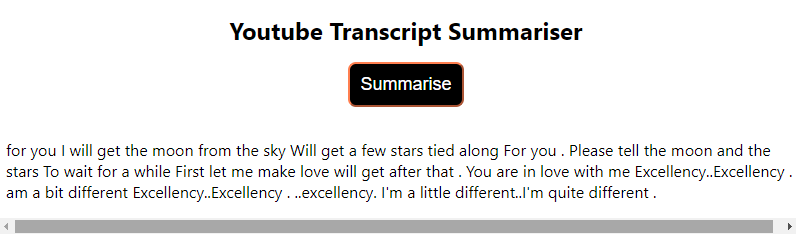 Youtube Transcript Summariser
Summarise
for you I will get the moon from the sky Will get a few stars tied along For you . Please tell the moon and the
stars To wait for a while First let me make love will get after that . You are in love with me Excellency..Excellency .
am a bit different Excellency..Excellency . ..excellency. I'm a little different..I'm quite different .